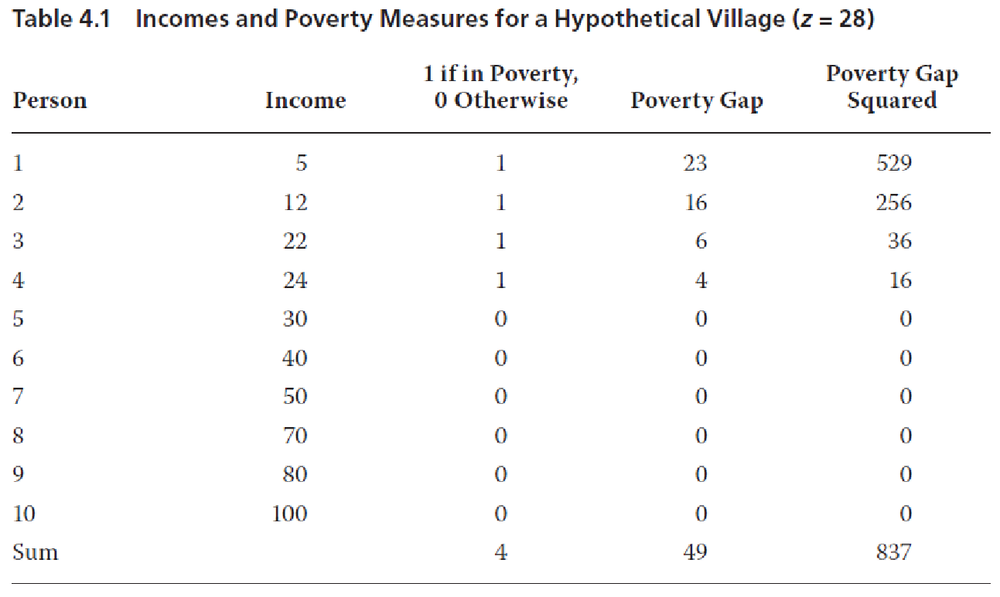 Table 4.1 Incomes and Poverty Measures for a Hypothetical Village (z = 28)
1 if in Poverty, Poverty Gap
Person Income 0 Otherwise Poverty Gap Squared
1 5 1 23 529
2 12 1 16 256
3 22 1 6 36
4 24 1 4 16
5 30 0 0 0
6 40 0 0 0
7 50 0 0 0
8 70 0 0 0
9 80 0 0 0
10 100 0 0 0
Sum 4 49 837